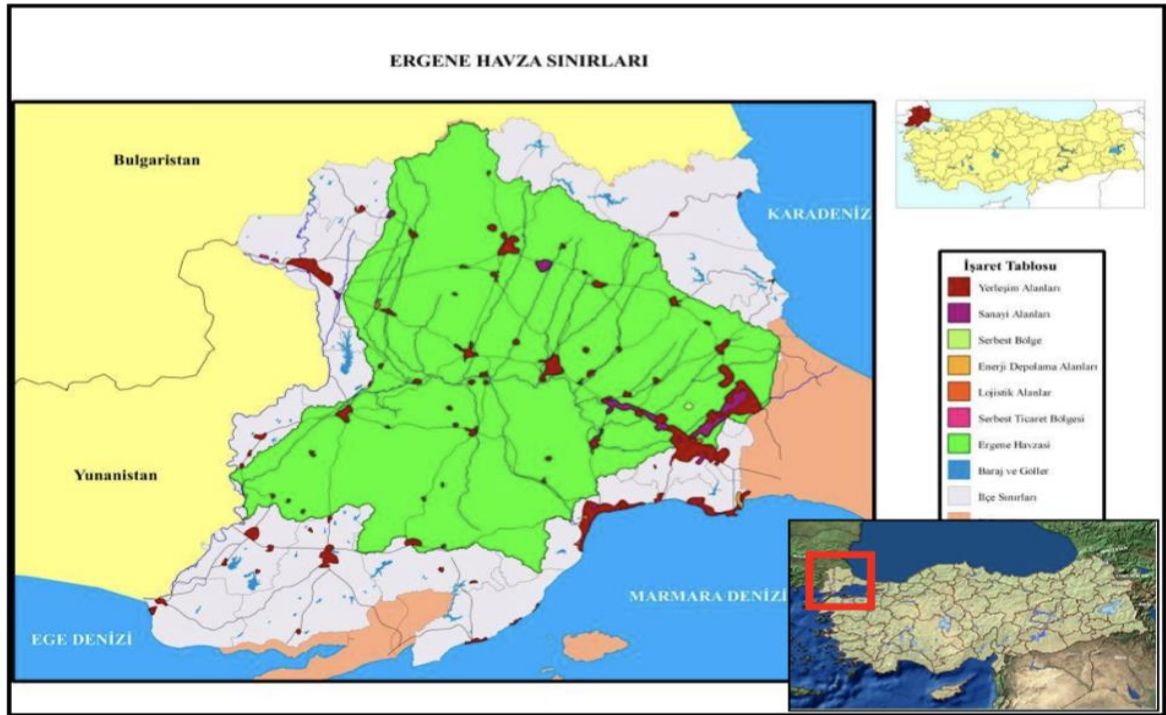 ERGENE HAVZA SINIRLARI
Bulgaristan
KARADENİZ
Yunanistan
MARMARA DENİZİ
EGE DENİZİ
İşaret Tablosu
Yerleşim Alanları
Sanayi Alanları
Serbest Bölge
Enerji Depolama Alanları
Lojistik Alanlar
Serbest Ticaret Bölgesi
Ergene Havzasi
Baraj ve Göller
İlçe Sınırları